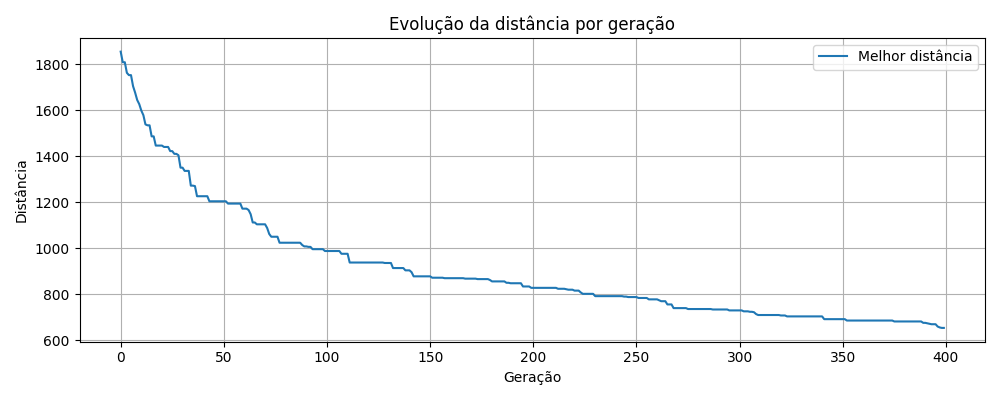 Evolução da distância por geração
Melhor distância
Distância
1800
1600
1400
1200
1000
800
600
0 50 100 150 200 250 300 350 400
Geração